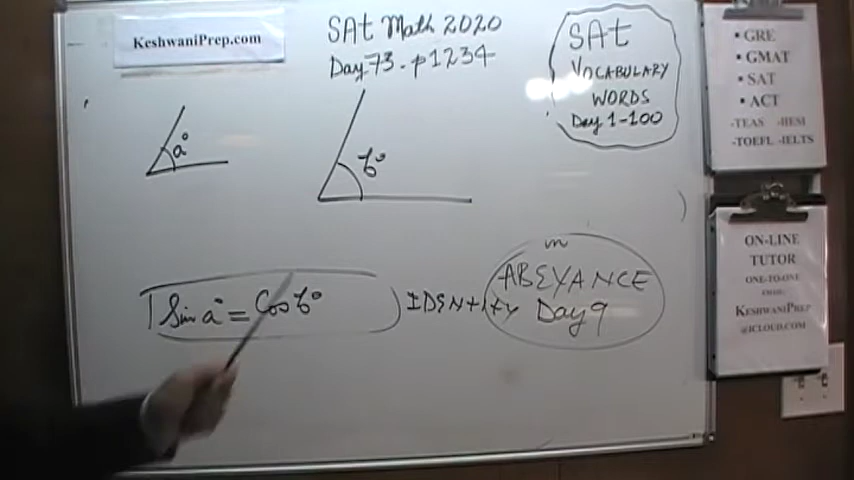 KeshwaniPrep.com
SAt Math 2020
Day 73 - p1234
SAt
VOCABULARY
WORDS
Day 1-100
• GRE
• GMAT
• SAT
• ACT
-TEAS -HESI
-TOEFL -IELTS
a°
b°
Sin a° = Cos b°
IDENtity
in
ABEYANCE
Day 9
ON-LINE
TUTOR
ONE-TO-ONE
KESHWANIPREP
@ICLOUD.COM